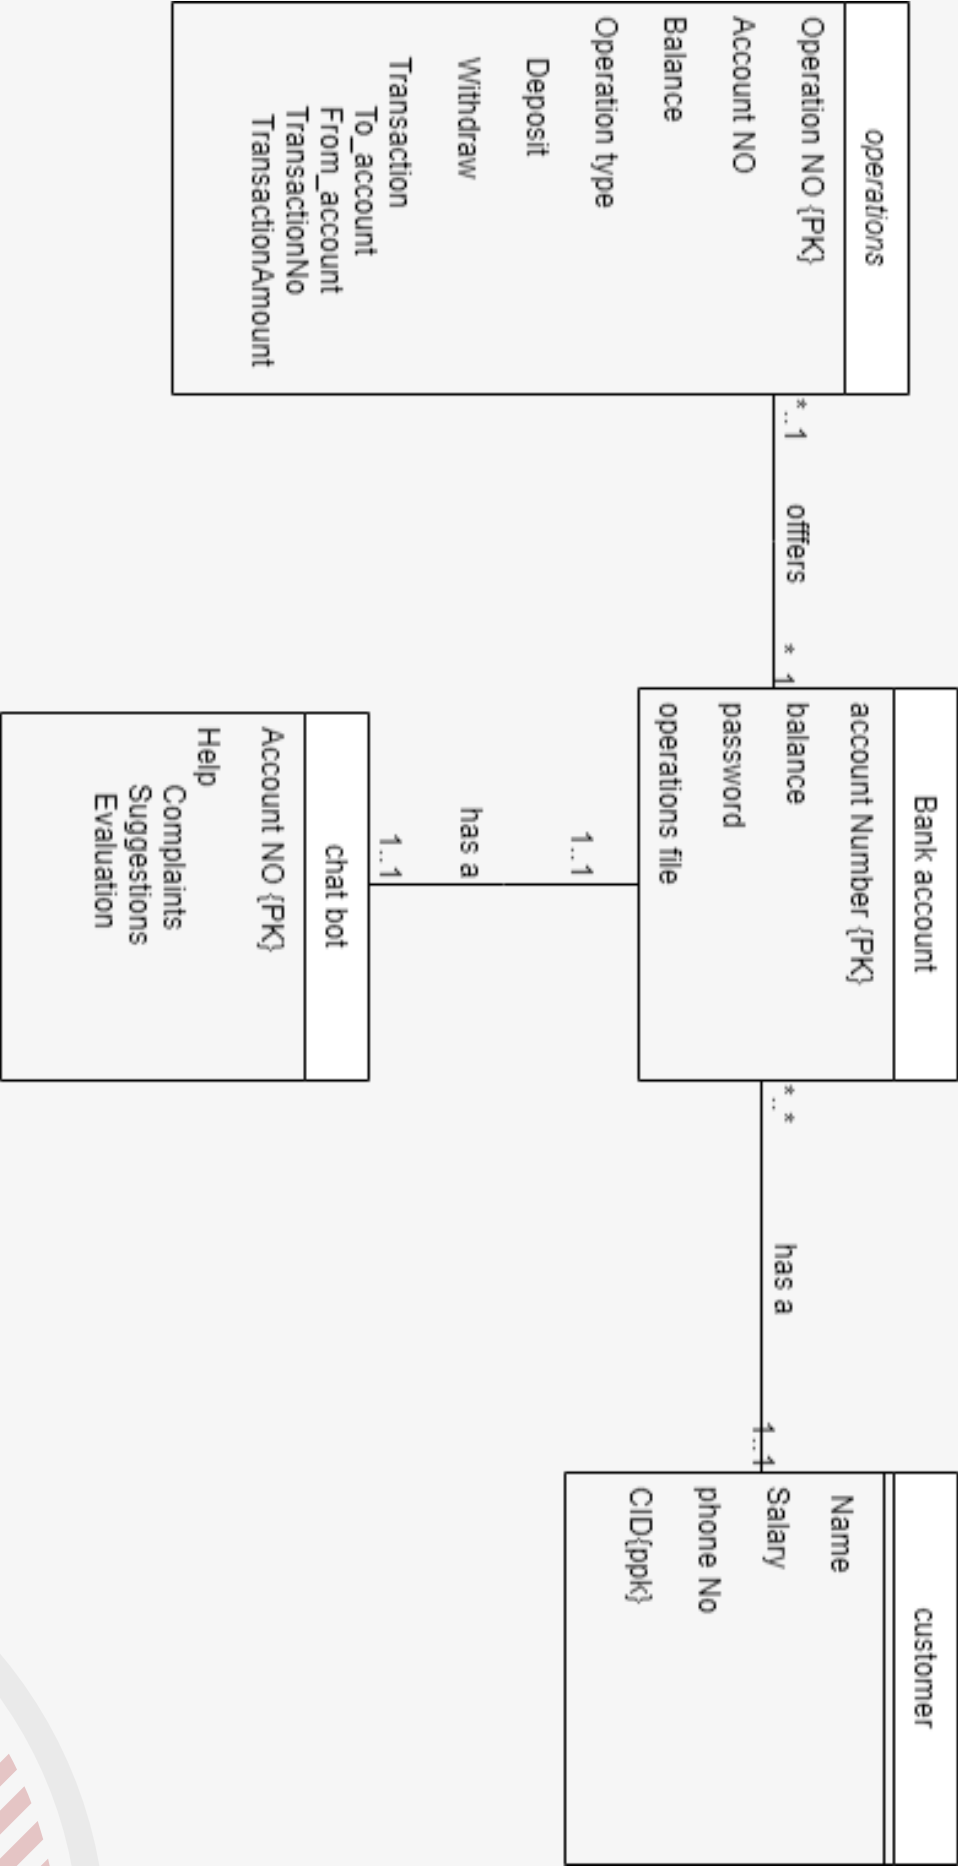 operations
Operation NO {PK}
Account NO
Balance
Operation type
Deposit
Withdraw
Transaction
To_account
From_account
TransactionNo
TransactionAmount
*..1
offfers
* 1
Bank account
account Number {PK}
balance
password
operations file
1..1
has a
1..1
chat bot
Account NO {PK}
Help
Complaints
Suggestions
Evaluation
*..*
has a
1..1
customer
Name
Salary
phone No
CID{ppk}